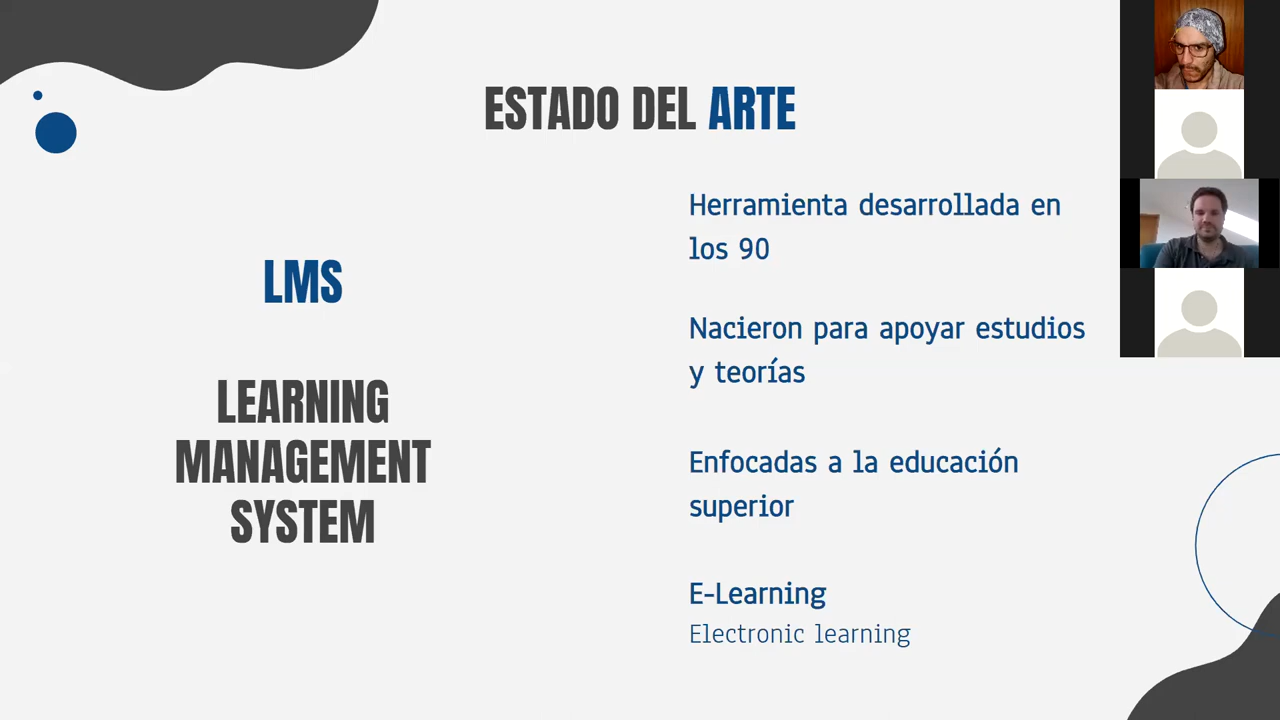 ESTADO DEL ARTE
LMS
LEARNING
MANAGEMENT
SYSTEM
Herramienta desarrollada en
los 90
Nacieron para apoyar estudios
y teorías
Enfocadas a la educación
superior
E-Learning
Electronic learning